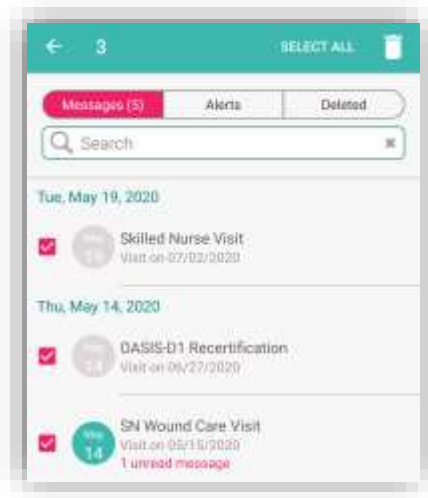 3 SELECT ALL
Messages (5) Alerts Deleted
Search
Tue, May 19, 2020
Skilled Nurse Visit
Visit on 07/02/2020
Thu, May 14, 2020
OASIS-D1 Recertification
14
Visit on 06/27/2020
SN Wound Care Visit
May
14
Visit on 05/15/2020
1 unread message